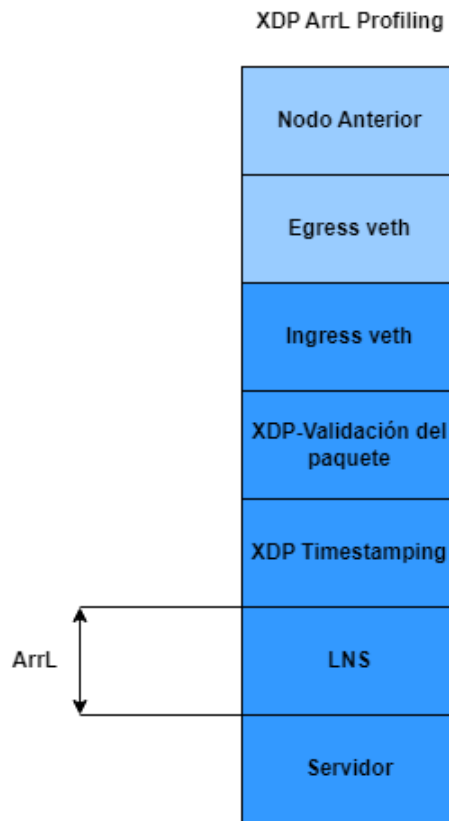 XDP ArrL Profiling
Nodo Anterior
Egress veth
Ingress veth
XDP-Validación del
paquete
XDP Timestamping
ArrL
LNS
Servidor